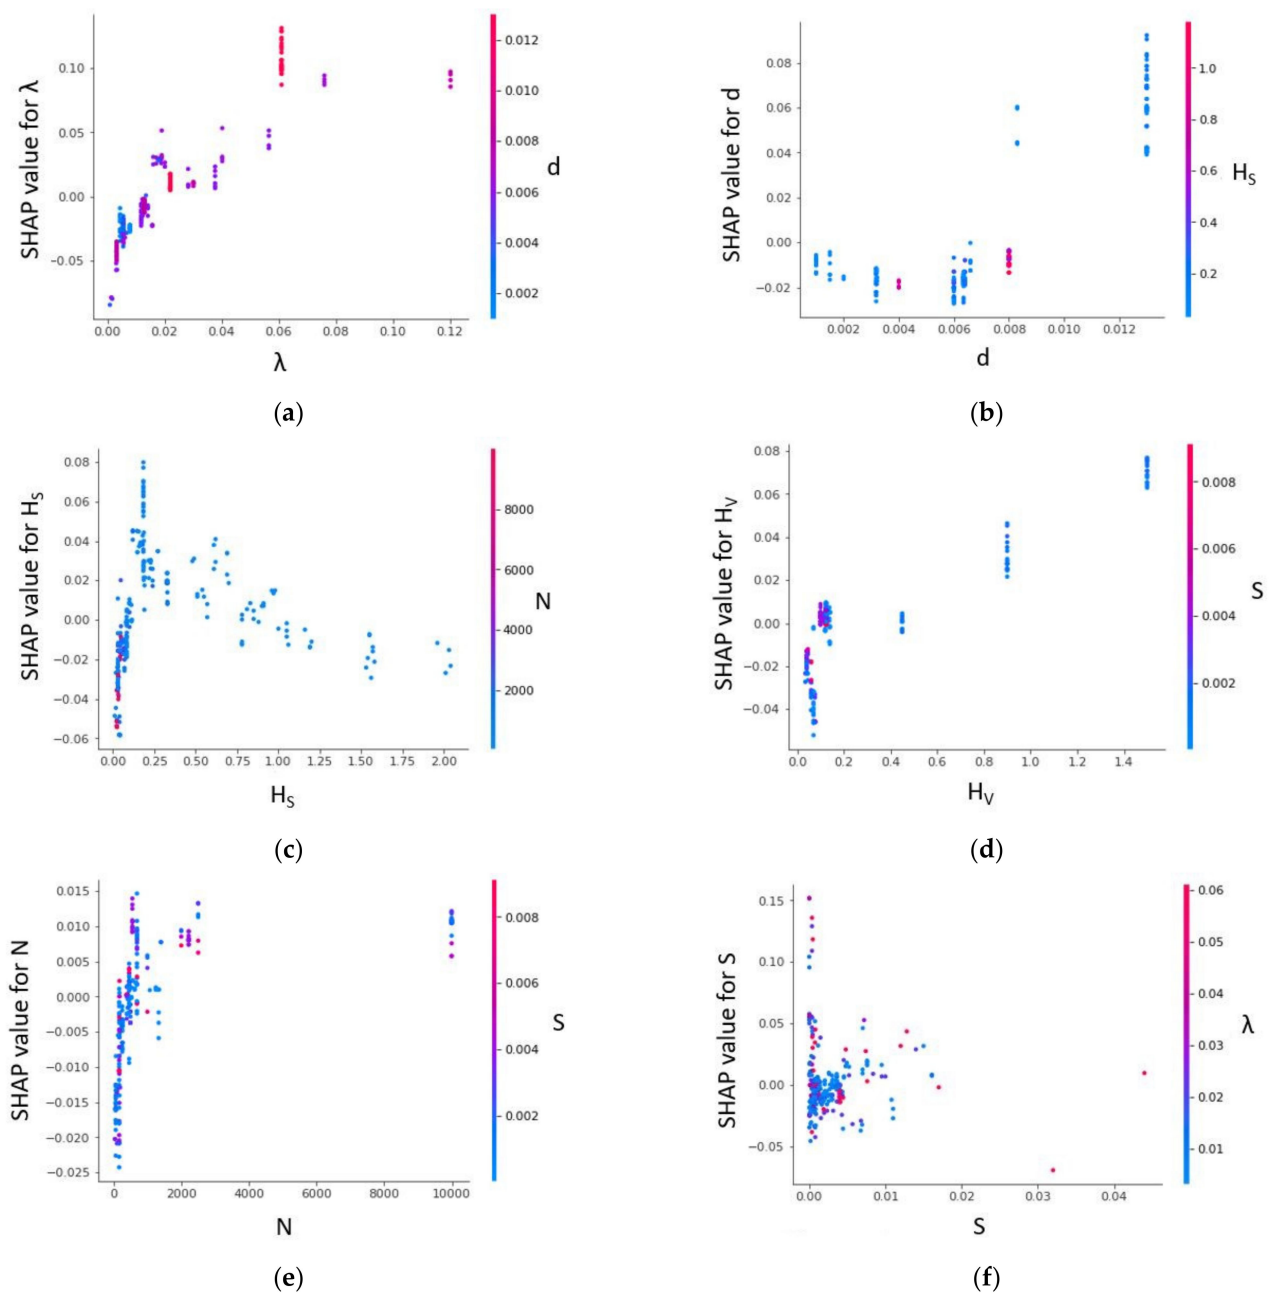 SHAP value for λ
0.10
0.05
0.00
−0.05
0.00 0.02 0.04 0.06 0.08 0.10 0.12
λ
0.012
0.010
0.008
0.006
0.004
0.002
d
(a)
SHAP value for d
0.08
0.06
0.04
0.02
0.00
−0.02
0.002 0.004 0.006 0.008 0.010 0.012
d
1.0
0.8
0.6
0.4
0.2
HS
(b)
SHAP value for HS
0.08
0.06
0.04
0.02
0.00
−0.02
−0.04
−0.06
0.00 0.25 0.50 0.75 1.00 1.25 1.50 1.75 2.00
HS
8000
6000
4000
2000
N
(c)
SHAP value for HV
0.08
0.06
0.04
0.02
0.00
−0.02
−0.04
0.0 0.2 0.4 0.6 0.8 1.0 1.2 1.4
HV
0.008
0.006
0.004
0.002
S
(d)
SHAP value for N
0.015
0.010
0.005
0.000
−0.005
−0.010
−0.015
−0.020
−0.025
0 2000 4000 6000 8000 10000
N
0.008
0.006
0.004
0.002
S
(e)
SHAP value for S
0.15
0.10
0.05
0.00
−0.05
0.00 0.01 0.02 0.03 0.04
S
0.06
0.05
0.04
0.03
0.02
0.01
λ
(f)